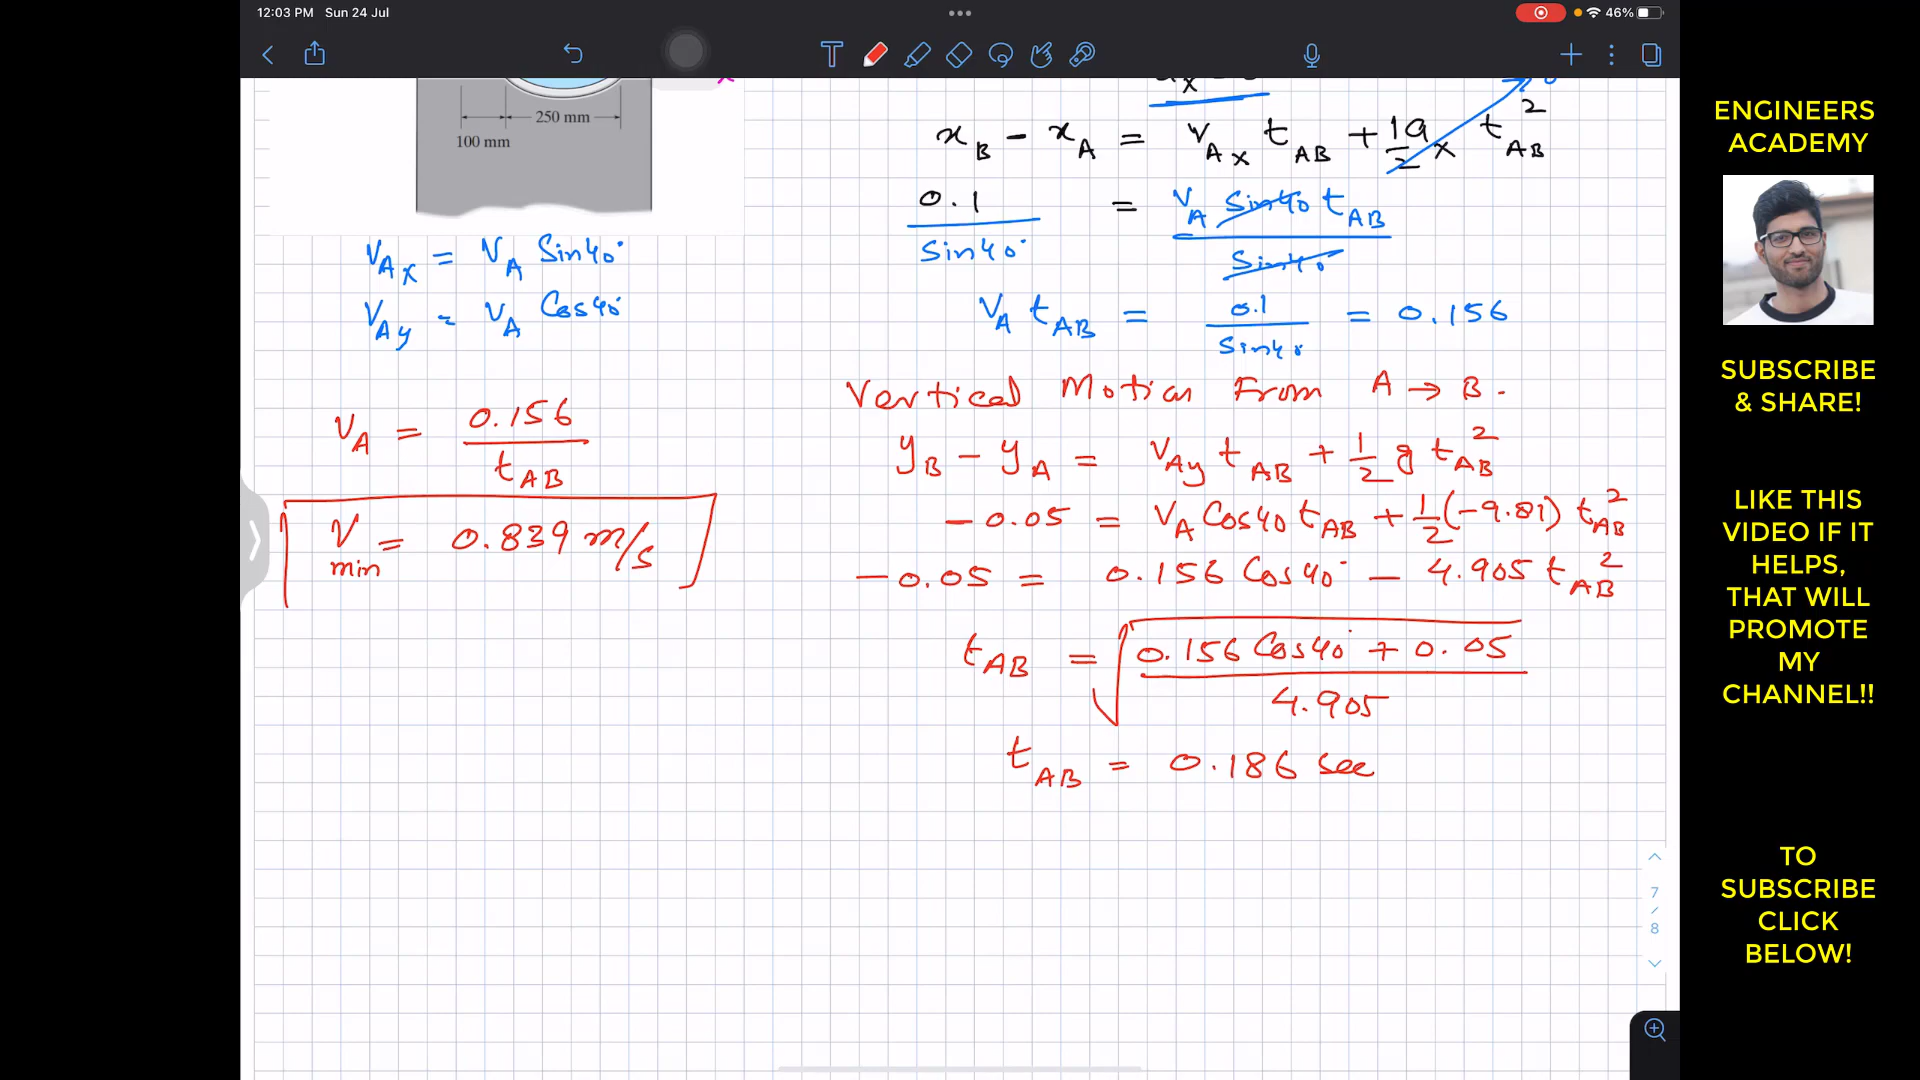 12:03 PM Sun 24 Jul
46%
250 mm
100 mm
x_B - x_A = v_Ax t_AB + 1/2 a_x t_AB^2
0
0.1 / Sin40° = v_A Sin40 t_AB / Sin40°
v_Ax = v_A Sin40°
v_Ay = v_A Cos40
v_A t_AB = 0.1 / Sin40 = 0.156
Vertical Motion From A → B.
v_A = 0.156 / t_AB
y_B - y_A = v_Ay t_AB + 1/2 g t_AB^2
-0.05 = v_A Cos40 t_AB + 1/2 (-9.81) t_AB^2
V_min = 0.839 m/s
-0.05 = 0.156 Cos40° - 4.905 t_AB^2
t_AB = √(0.156 Cos40° + 0.05 / 4.905)
t_AB = 0.186 sec
7
/
8
ENGINEERS
ACADEMY
SUBSCRIBE
& SHARE!
LIKE THIS
VIDEO IF IT
HELPS,
THAT WILL
PROMOTE
MY
CHANNEL!!
TO
SUBSCRIBE
CLICK
BELOW!